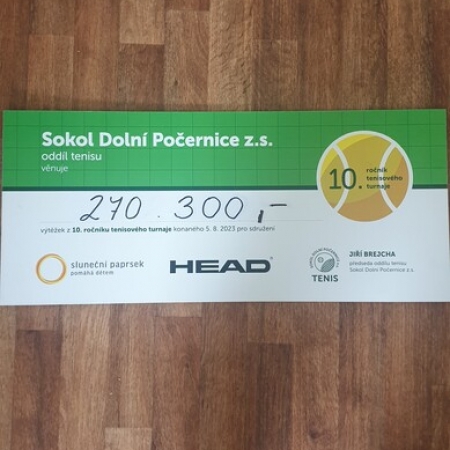 Sokol Dolní Počernice z.s.
oddíl tenisu
věnuje
10. ročník
tenisového
turnaje
270.300,-
výtěžek z 10. ročníku tenisového turnaje konaného 5. 8. 2023 pro sdružení
sluneční paprsek
pomáhá dětem
HEAD
TENIS
JIŘÍ BREJCHA
předseda oddílu tenisu
Sokol Dolní Počernice z.s.